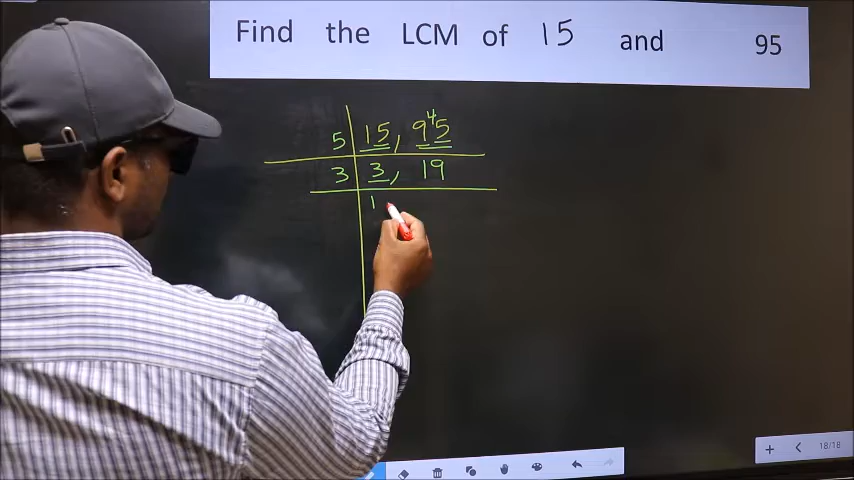 Find the LCM of 15 and 95
5 15, 9⁴5
3 3, 19
1
18/18